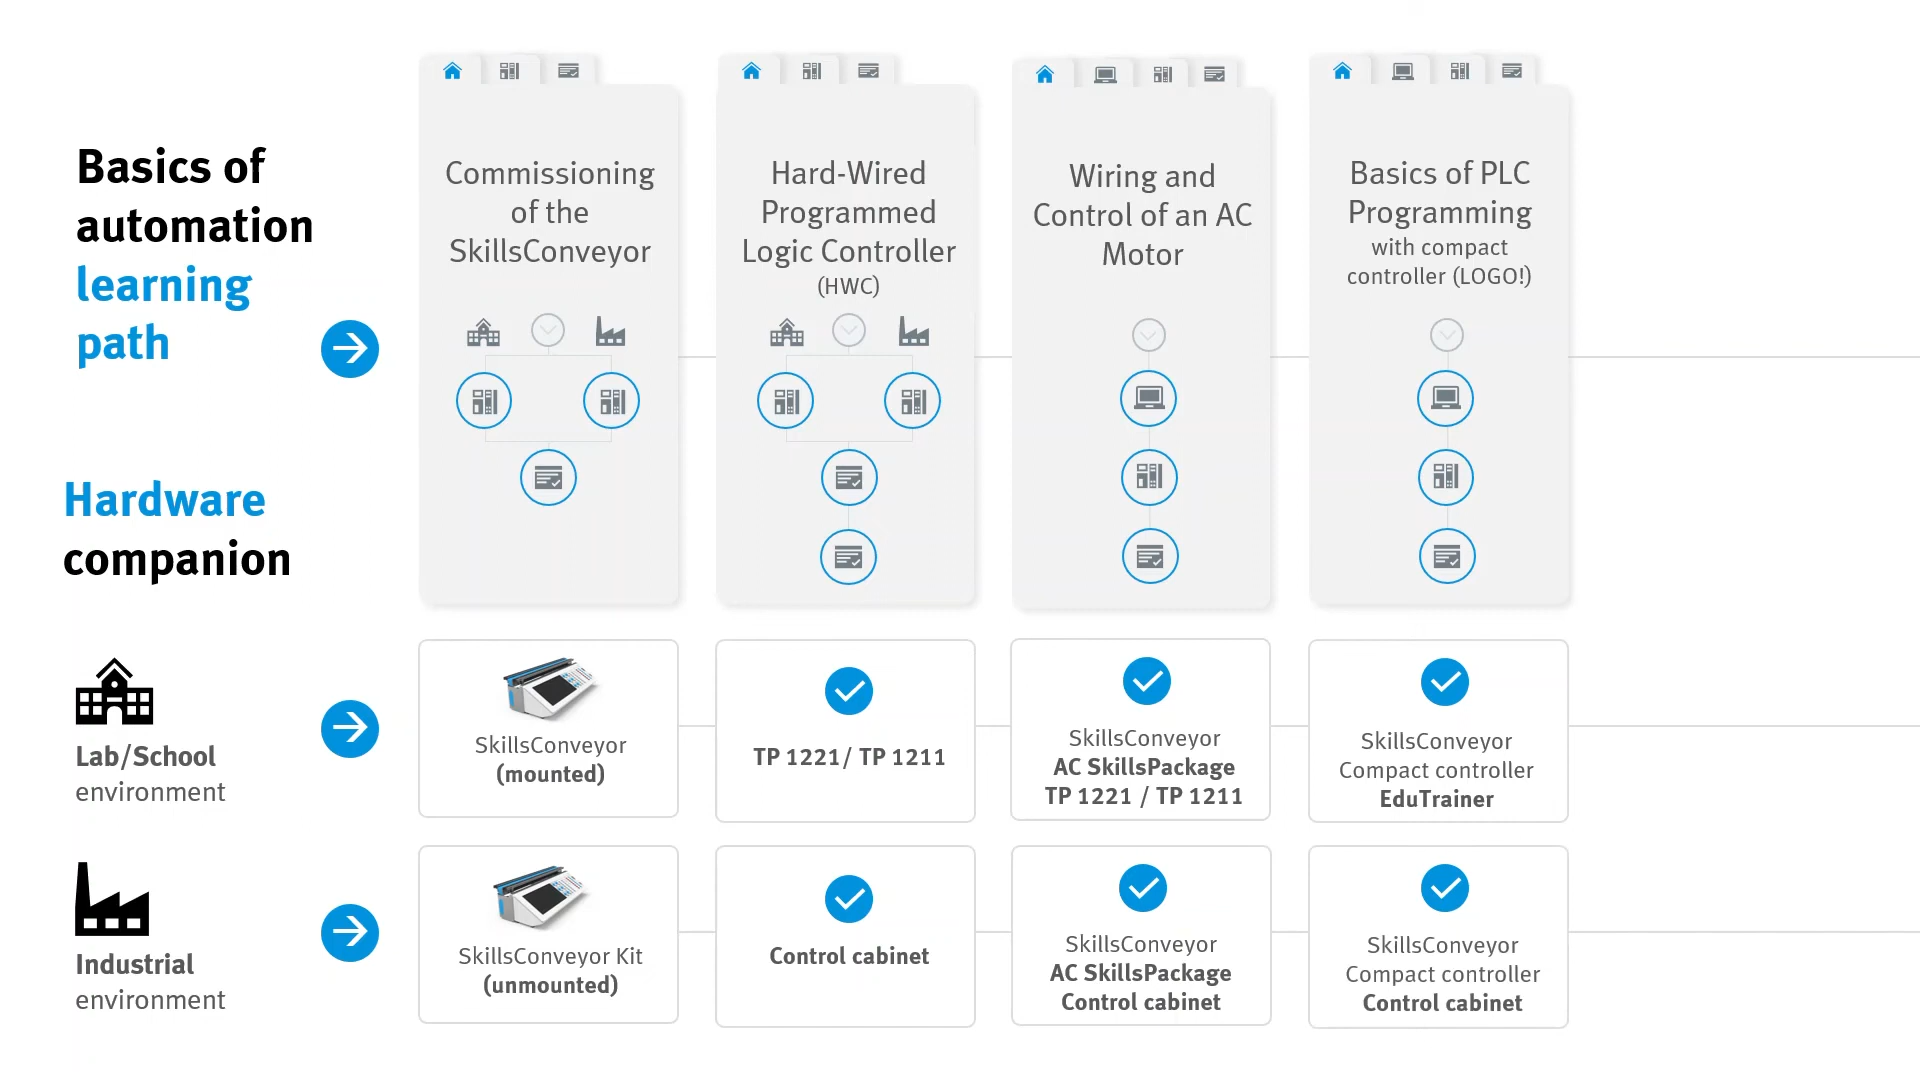 Basics of
automation
learning
path
Commissioning
of the
SkillsConveyor
Hard-Wired
Programmed
Logic Controller
(HWC)
Wiring and
Control of an AC
Motor
Basics of PLC
Programming
with compact
controller (LOGO!)
Hardware
companion
Lab/School
environment
SkillsConveyor
(mounted)
TP 1221/ TP 1211
SkillsConveyor
AC SkillsPackage
TP 1221 / TP 1211
SkillsConveyor
Compact controller
EduTrainer
Industrial
environment
SkillsConveyor Kit
(unmounted)
Control cabinet
SkillsConveyor
AC SkillsPackage
Control cabinet
SkillsConveyor
Compact controller
Control cabinet